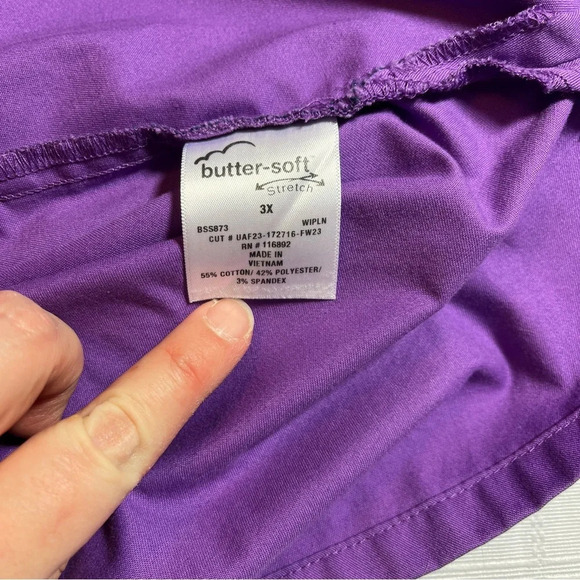 butter-soft™
Stretch
3X
BSS873 WIPLN
CUT # UAF23-172716-FW23
RN # 116892
MADE IN
VIETNAM
55% COTTON/ 42% POLYESTER/
3% SPANDEX